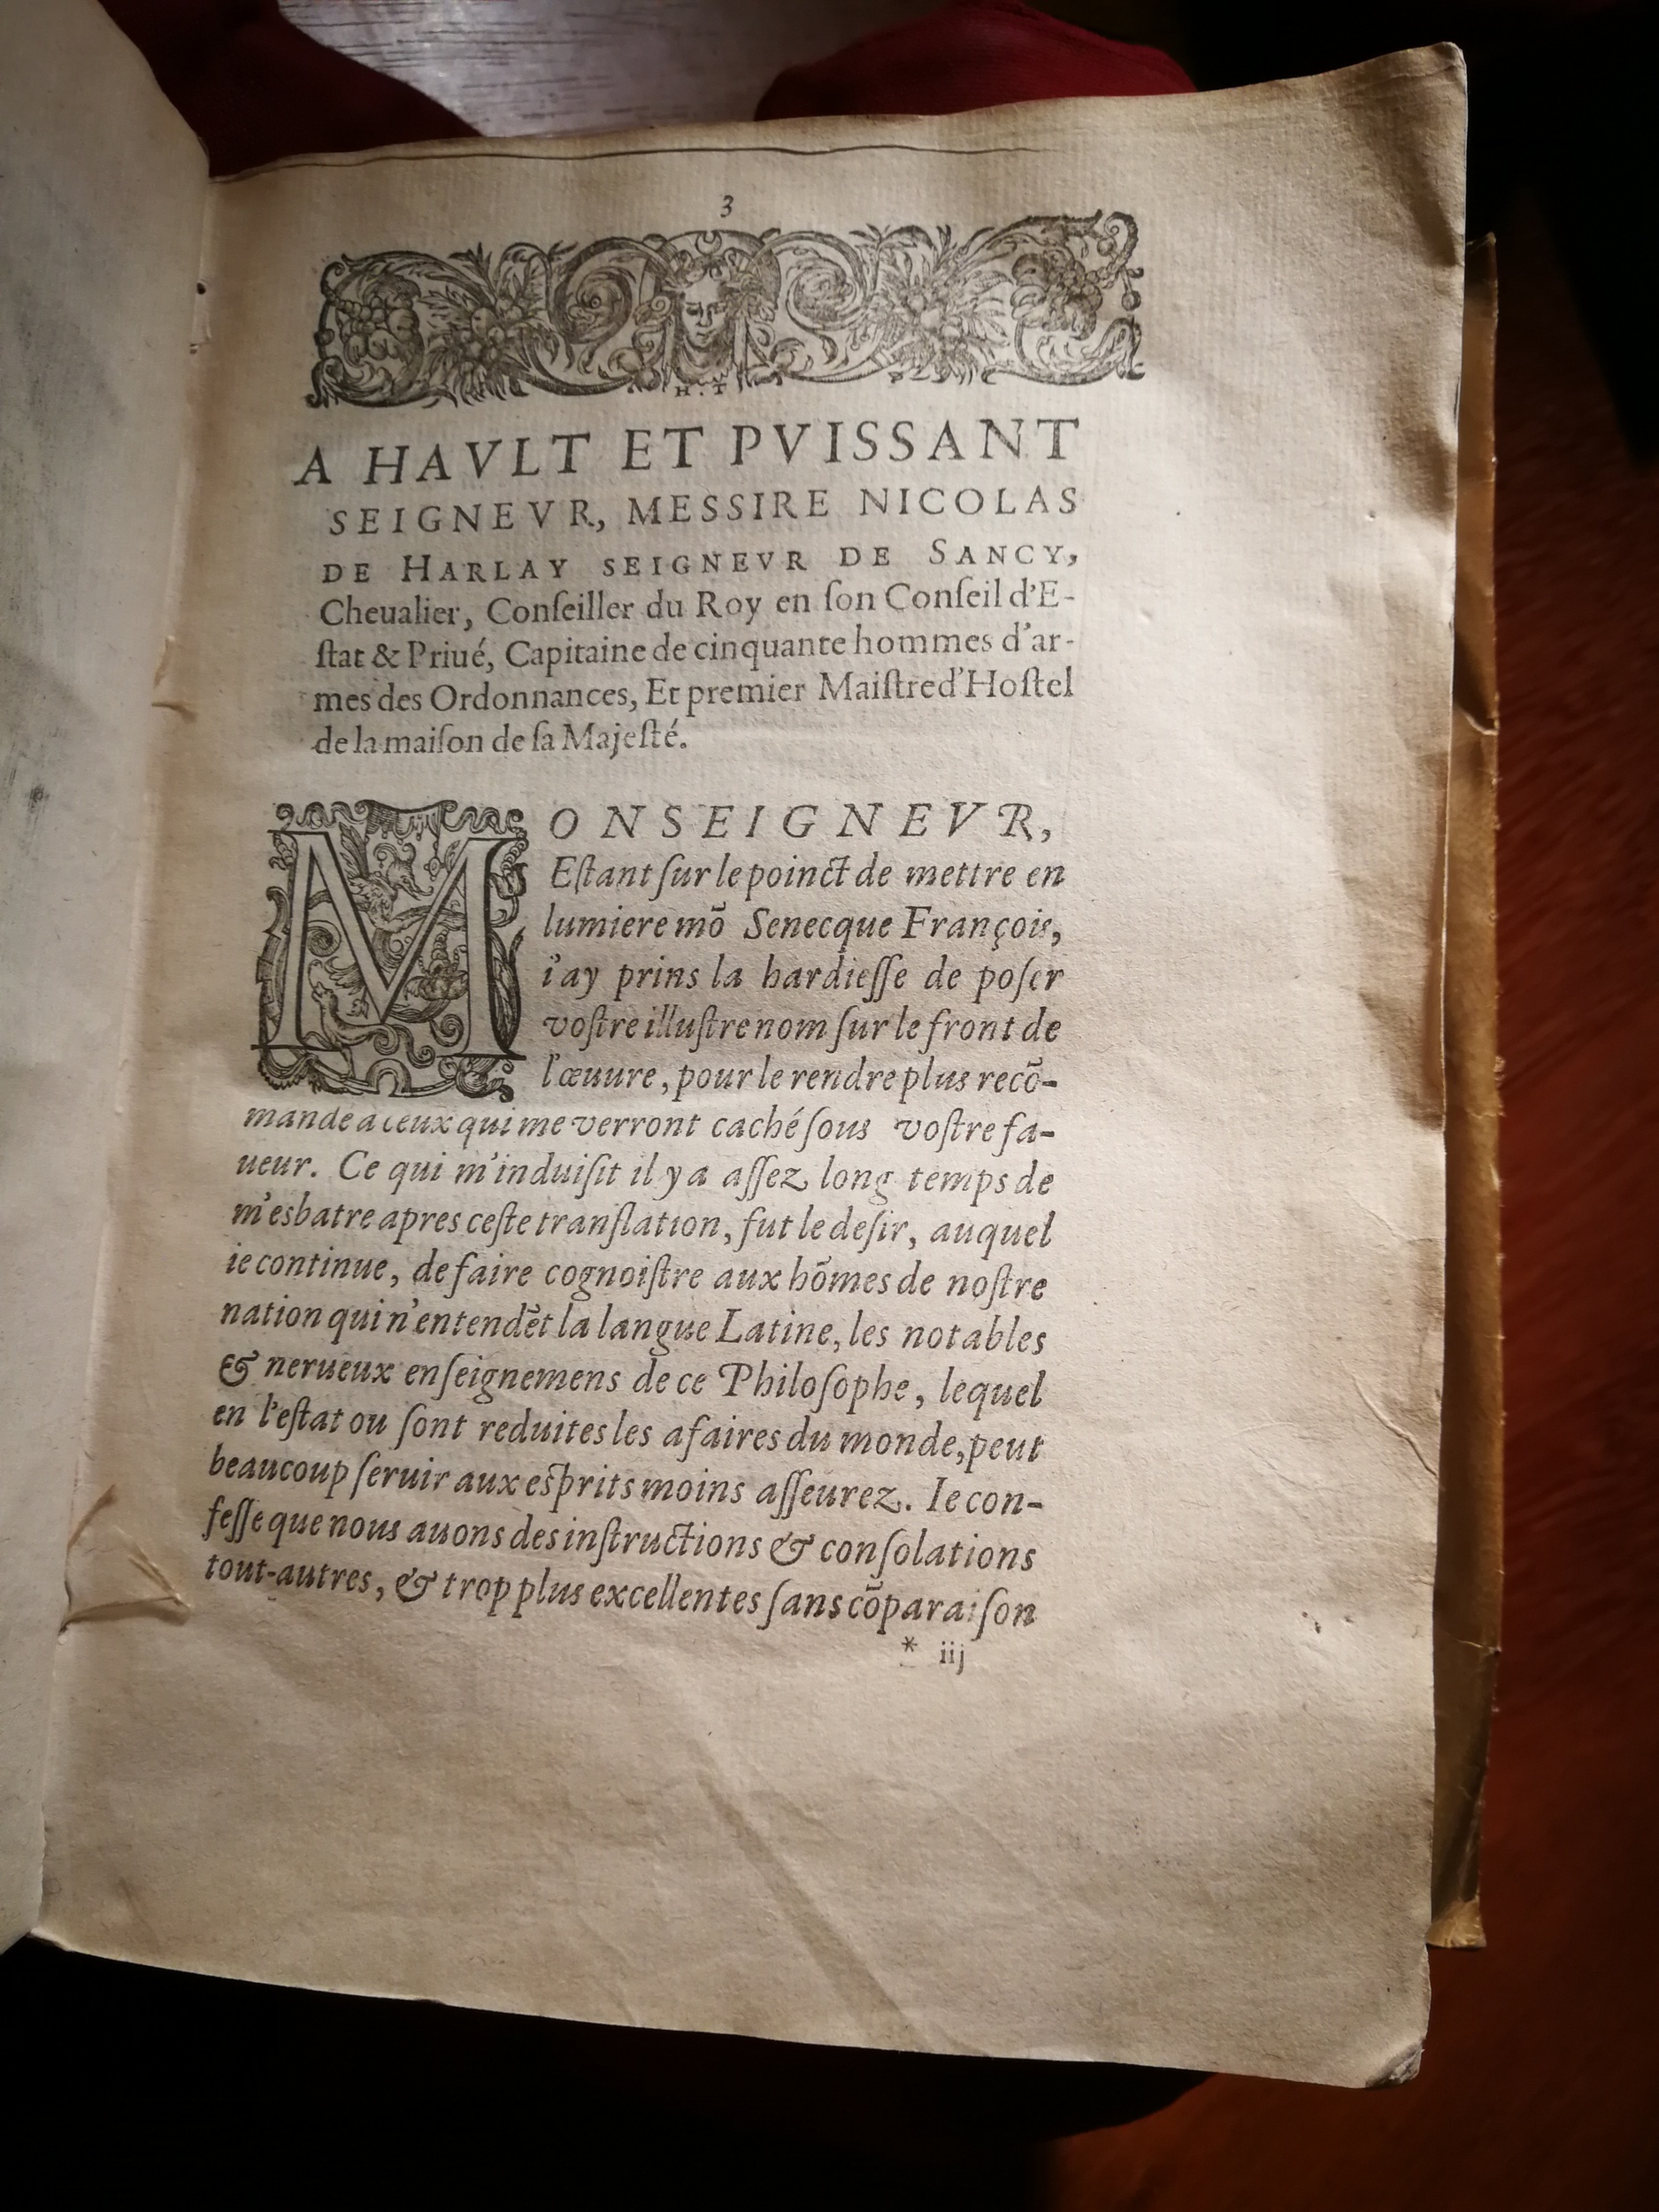 3
H. T
A HAVLT ET PVISSANT
SEIGNEVR, MESSIRE NICOLAS
DE HARLAY SEIGNEVR DE SANCY,
Cheualier, Conſeiller du Roy en ſon Conſeil d'E-
ſtat & Priué, Capitaine de cinquante hommes d'ar-
mes des Ordonnances, Et premier Maiſtre d'Hoſtel
de la maiſon de ſa Majeſté.
MONSEIGNEVR,
Eſtant ſur le poinct de mettre en
lumiere mõ Senecque François,
i'ay prins la hardieſſe de poſer
voſtre illuſtre nom ſur le front de
l'œuure, pour le rendre plus recõ-
mande a ceux qui me verront caché ſous voſtre fa-
ueur. Ce qui m'induiſit il y a aſſez long temps de
m'esbatre apres ceſte tranſlation, fut le deſir, auquel
ie continue, de faire cognoiſtre aux hõmes de noſtre
nation qui n'entendẽt la langue Latine, les notables
& nerueux enſeignemens de ce Philoſophe, lequel
en l'eſtat ou ſont reduites les afaires du monde, peut
beaucoup ſeruir aux eſprits moins aſſeurez. Ie con-
feſſe que nous auons des inſtructions & conſolations
tout-autres, & trop plus excellentes ſans cõparaiſon
* iij